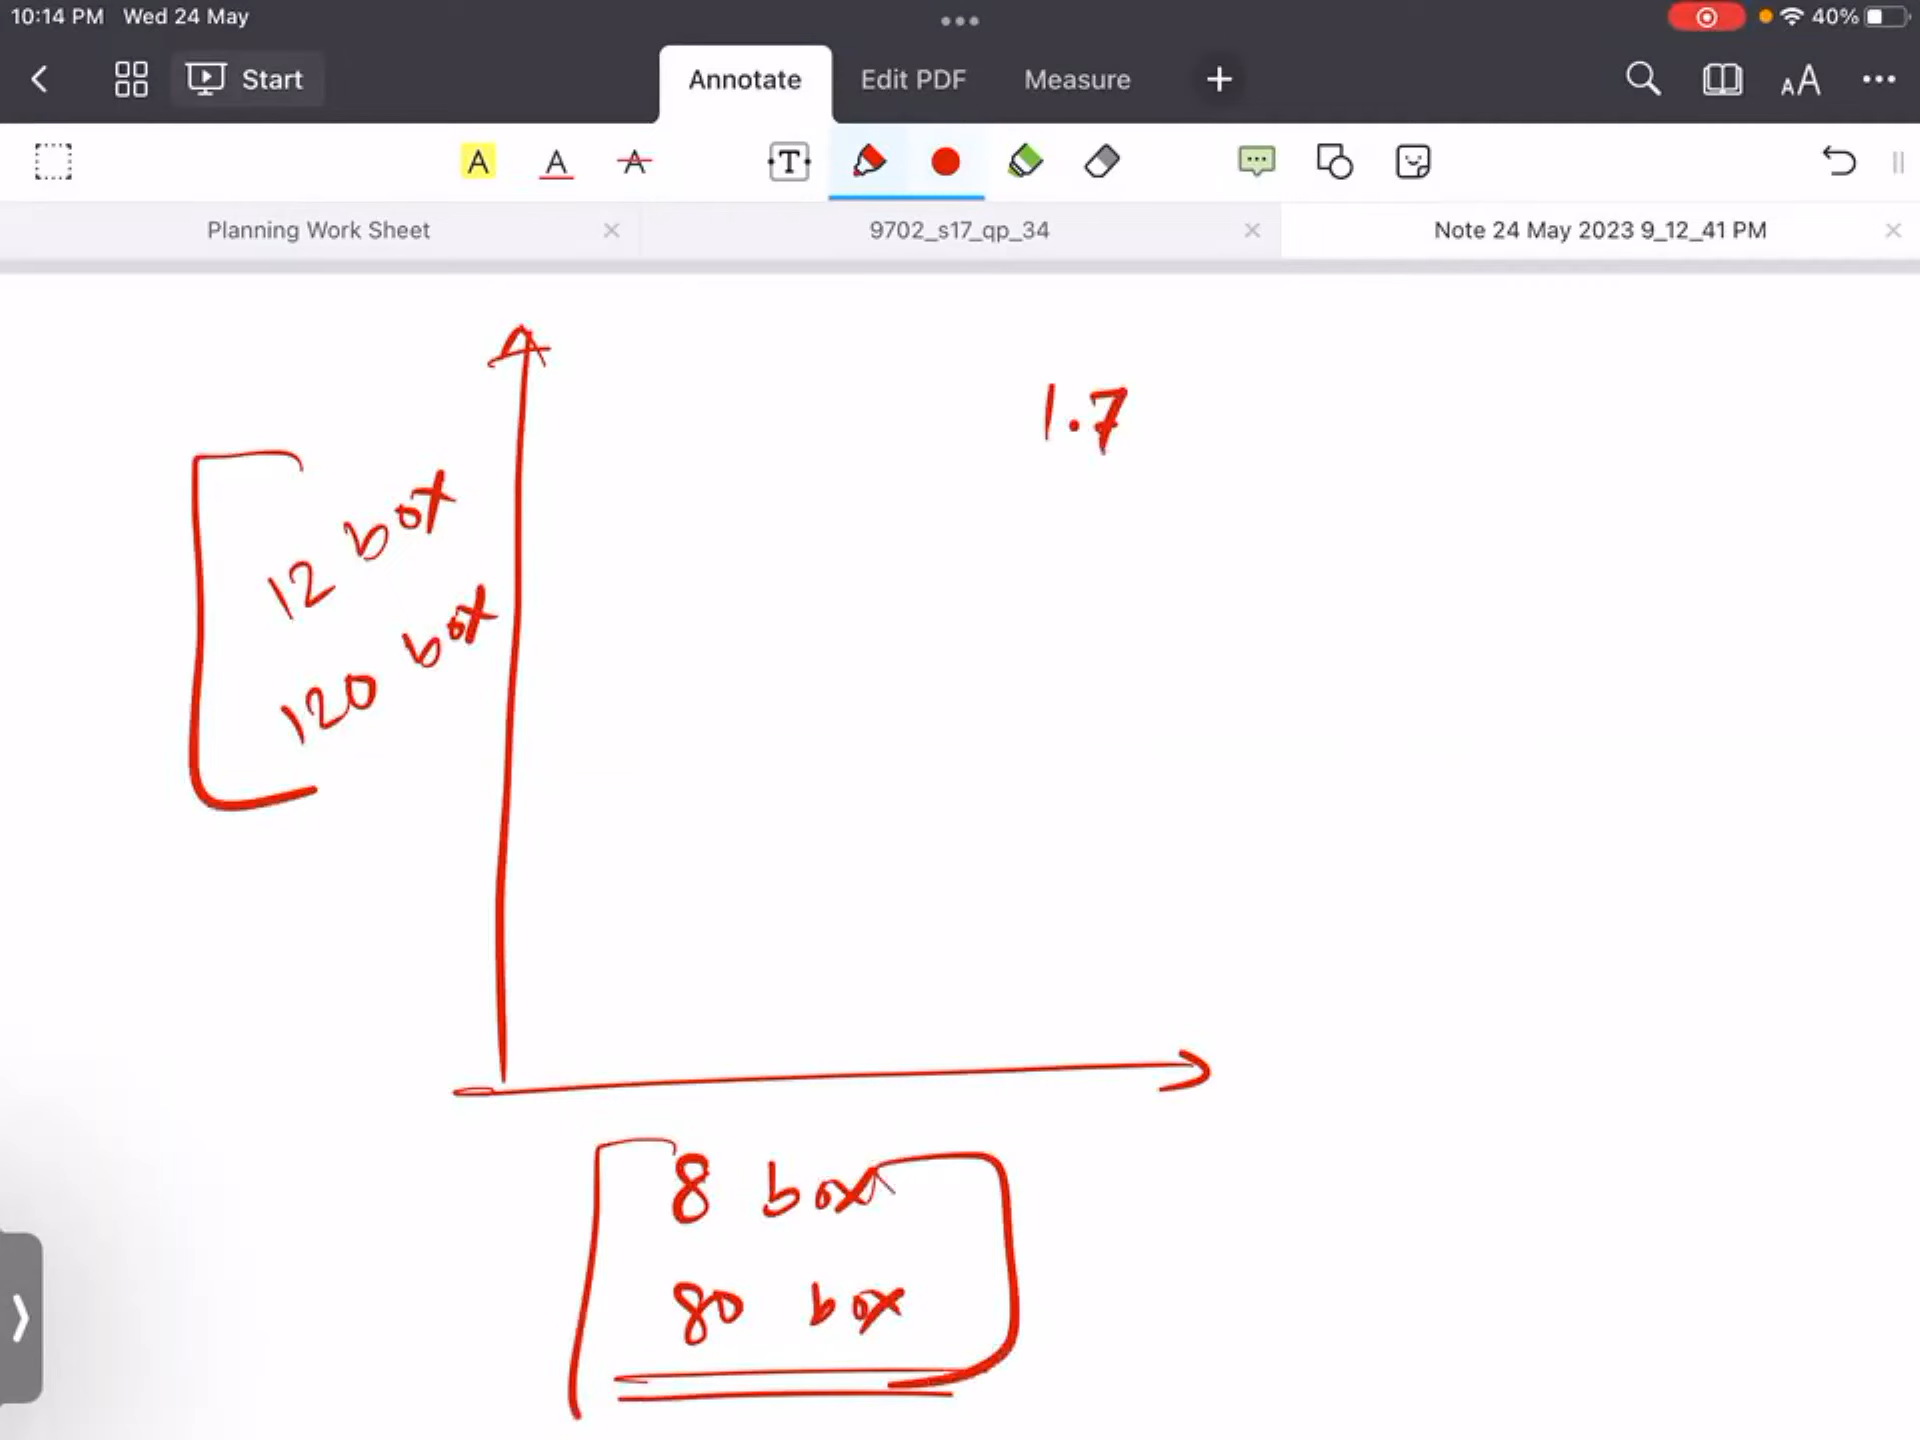 10:14 PM Wed 24 May
40%
Start
Annotate
Edit PDF
Measure
AA
A A A T
Planning Work Sheet
9702_s17_qp_34
Note 24 May 2023 9_12_41 PM
1.7
12 box
120 box
8 box
80 box